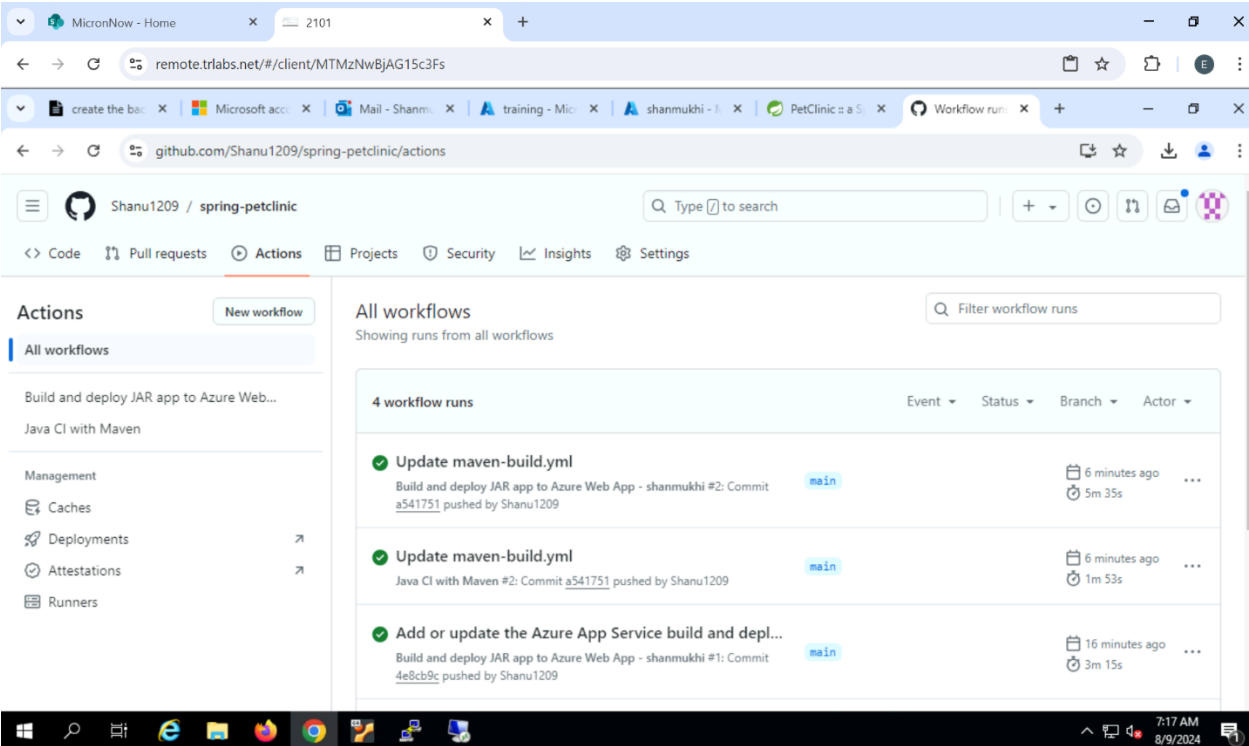 MicronNow - Home
2101
remote.trlabs.net/#/client/MTMzNwBjAG15c3Fs
E
create the bac
Microsoft acc
Mail - Shanmu
training - Mic
shanmukhi - M
PetClinic :: a S
Workflow runs
github.com/Shanu1209/spring-petclinic/actions
Shanu1209 / spring-petclinic
Type / to search
Code
Pull requests
Actions
Projects
Security
Insights
Settings
Actions
New workflow
All workflows
Build and deploy JAR app to Azure Web...
Java CI with Maven
Management
Caches
Deployments
Attestations
Runners
All workflows
Showing runs from all workflows
Filter workflow runs
4 workflow runs
Event
Status
Branch
Actor
Update maven-build.yml
Build and deploy JAR app to Azure Web App - shanmukhi #2: Commit
a541751 pushed by Shanu1209
main
6 minutes ago
5m 35s
Update maven-build.yml
Java CI with Maven #2: Commit a541751 pushed by Shanu1209
main
6 minutes ago
1m 53s
Add or update the Azure App Service build and depl...
Build and deploy JAR app to Azure Web App - shanmukhi #1: Commit
4e8cb9c pushed by Shanu1209
main
16 minutes ago
3m 15s
7:17 AM
8/9/2024
1